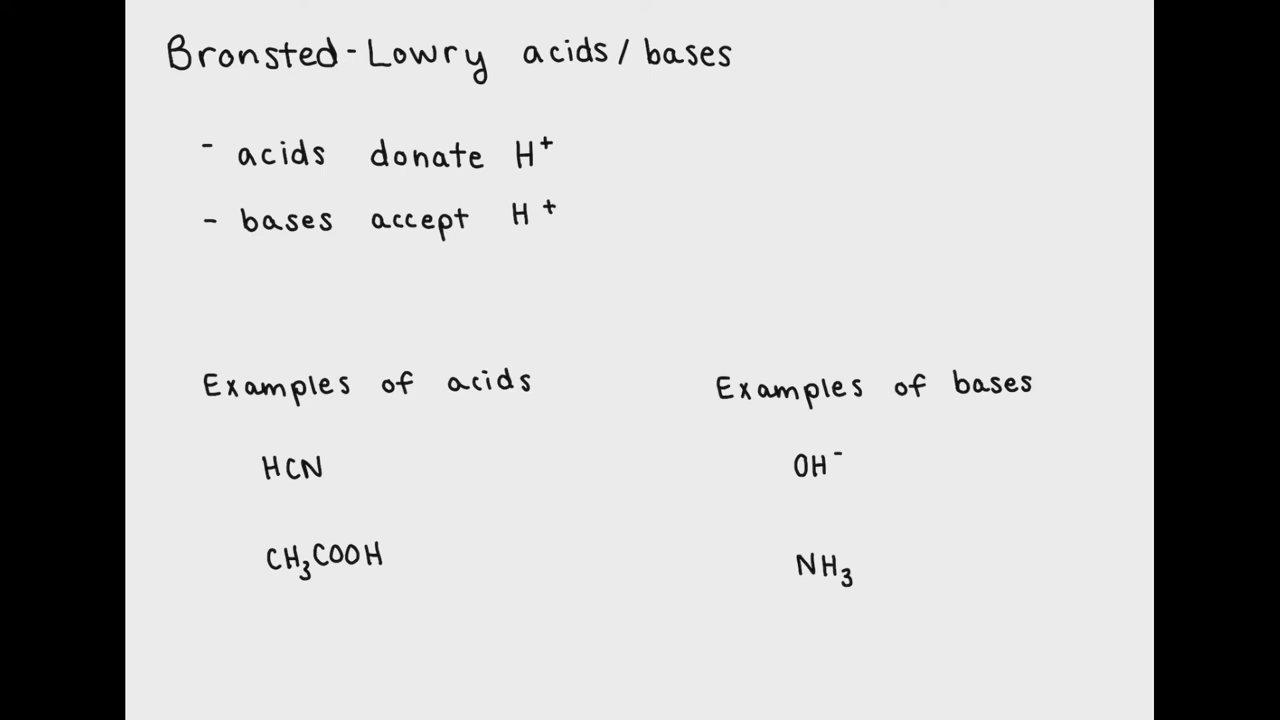 Bronsted-Lowry acids/bases
- acids donate H⁺
- bases accept H⁺
Examples of acids
HCN
CH₃COOH
Examples of bases
OH⁻
NH₃